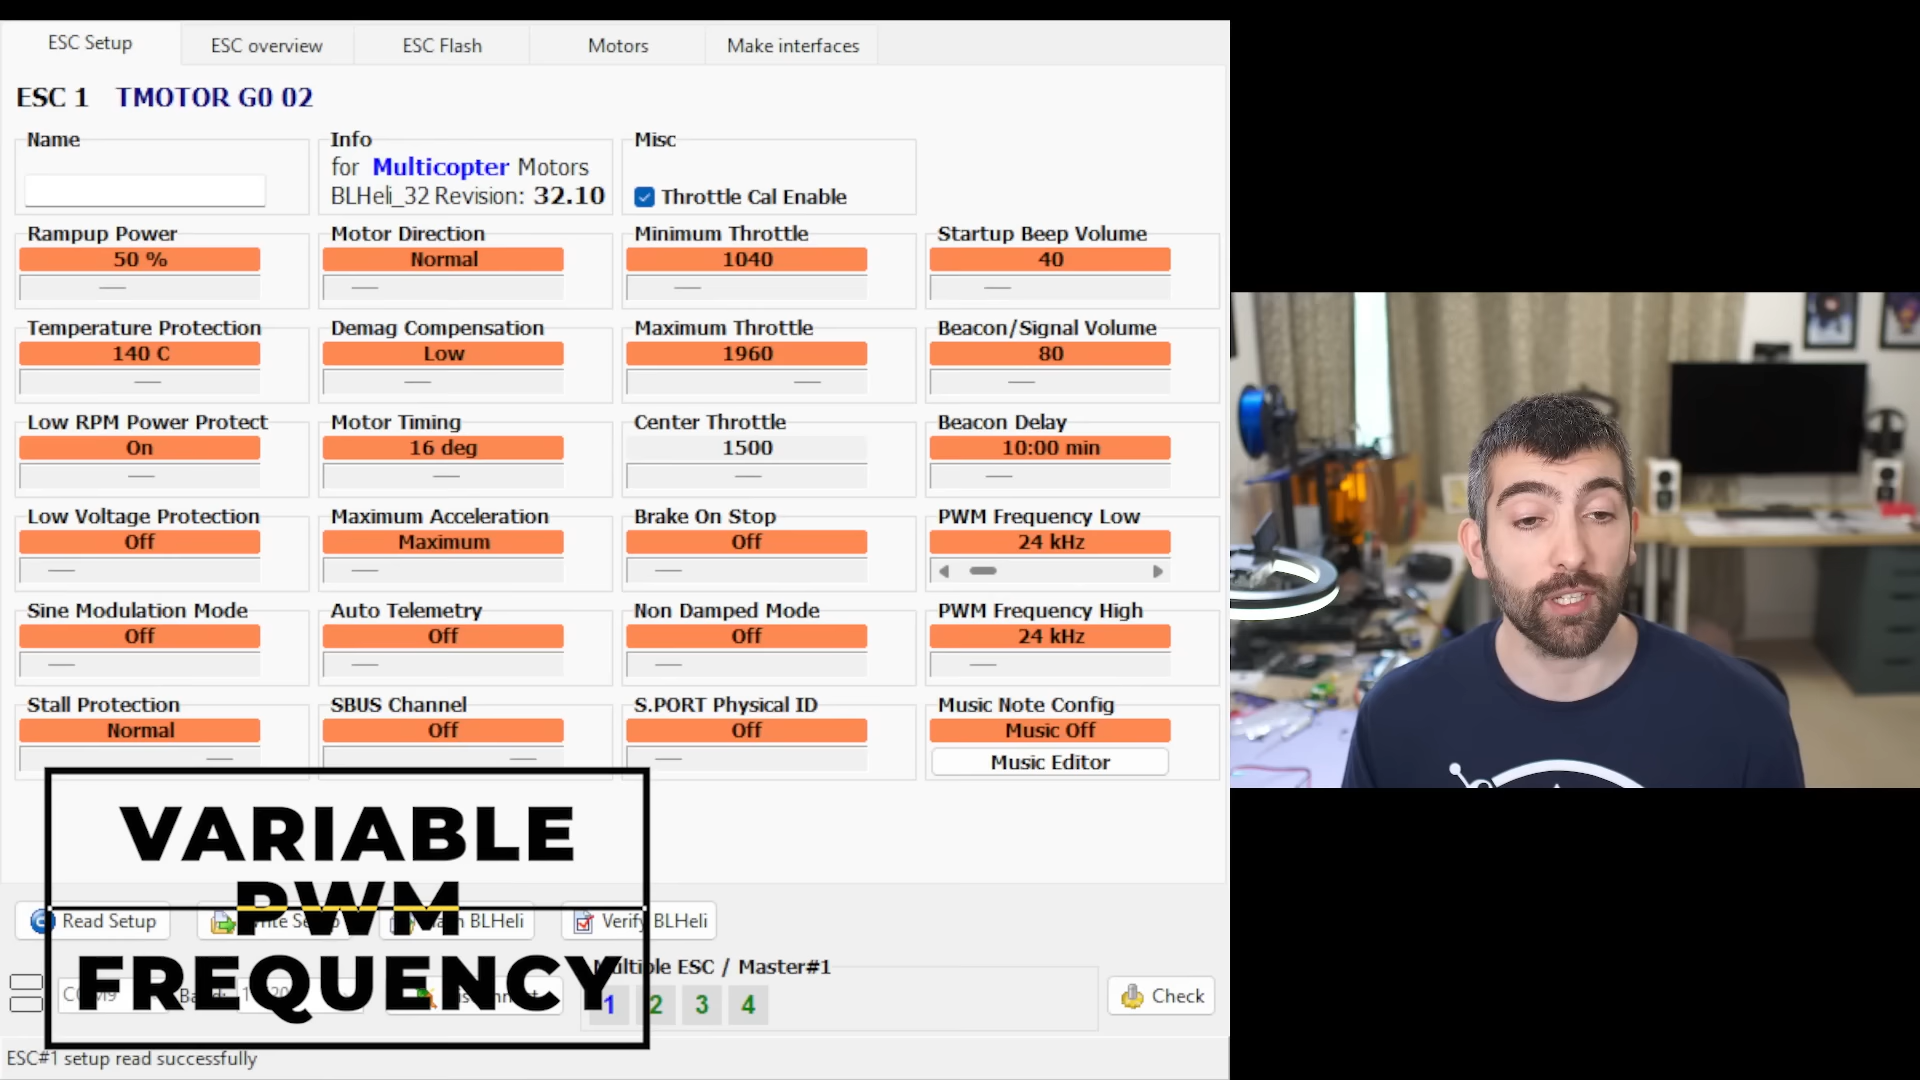 ESC Setup
ESC overview
ESC Flash
Motors
Make interfaces
ESC 1 TMOTOR G0 02
Name
Info
for Multicopter Motors
BLHeli_32 Revision: 32.10
Misc
Throttle Cal Enable
Rampup Power
50 %
Motor Direction
Normal
Minimum Throttle
1040
Startup Beep Volume
40
Temperature Protection
140 C
Demag Compensation
Low
Maximum Throttle
1960
Beacon/Signal Volume
80
Low RPM Power Protect
On
Motor Timing
16 deg
Center Throttle
1500
Beacon Delay
10:00 min
Low Voltage Protection
Off
Maximum Acceleration
Maximum
Brake On Stop
Off
PWM Frequency Low
24 kHz
Sine Modulation Mode
Off
Auto Telemetry
Off
Non Damped Mode
Off
PWM Frequency High
24 kHz
Stall Protection
Normal
SBUS Channel
Off
S.PORT Physical ID
Off
Music Note Config
Music Off
Music Editor
VARIABLE
PWM
FREQUENCY
Read Setup
BLHeli
Verify BLHeli
Multiple ESC / Master#1
1 2 3 4
Check
ESC#1 setup read successfully